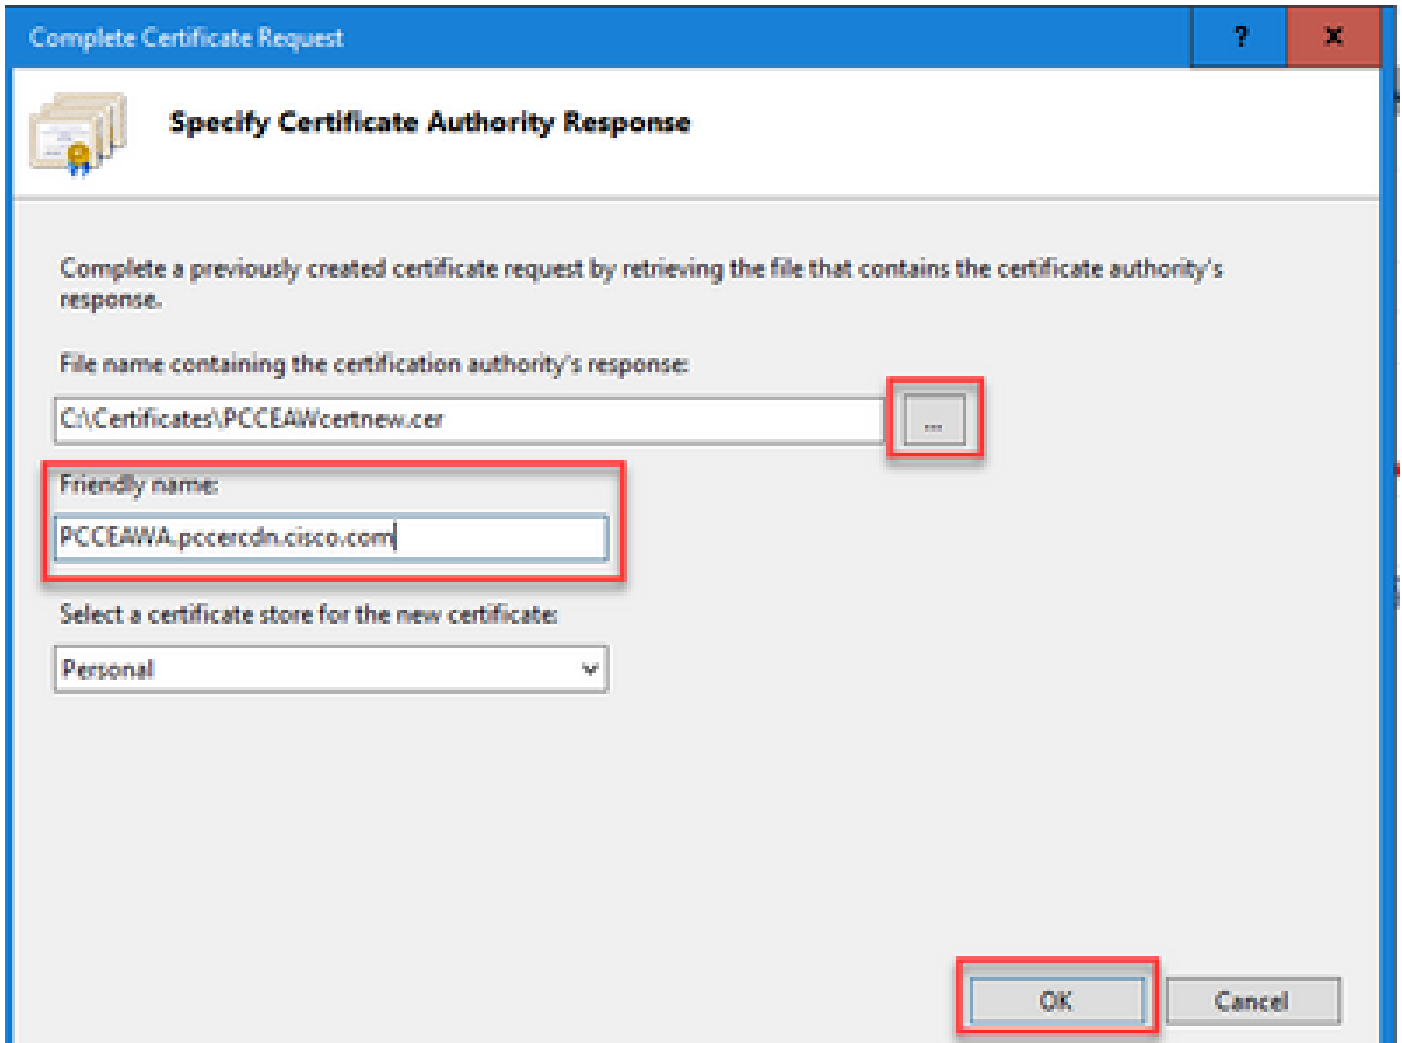 Complete Certificate Request
?
x
Specify Certificate Authority Response
Complete a previously created certificate request by retrieving the file that contains the certificate authority's
response.
File name containing the certification authority's response:
C:\Certificates\PCCEAWcertnew.cer
...
Friendly name:
PCCEAWA.pccercdn.cisco.com
Select a certificate store for the new certificate:
Personal
OK
Cancel